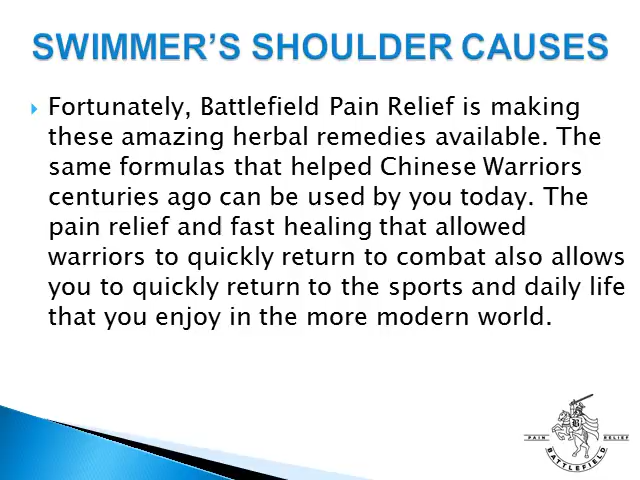 SWIMMER'S SHOULDER CAUSES
Fortunately, Battlefield Pain Relief is making
these amazing herbal remedies available. The
same formulas that helped Chinese Warriors
centuries ago can be used by you today. The
pain relief and fast healing that allowed
warriors to quickly return to combat also allows
you to quickly return to the sports and daily life
that you enjoy in the more modern world.
B
PAIN RELIEF
BATTLEFIELD